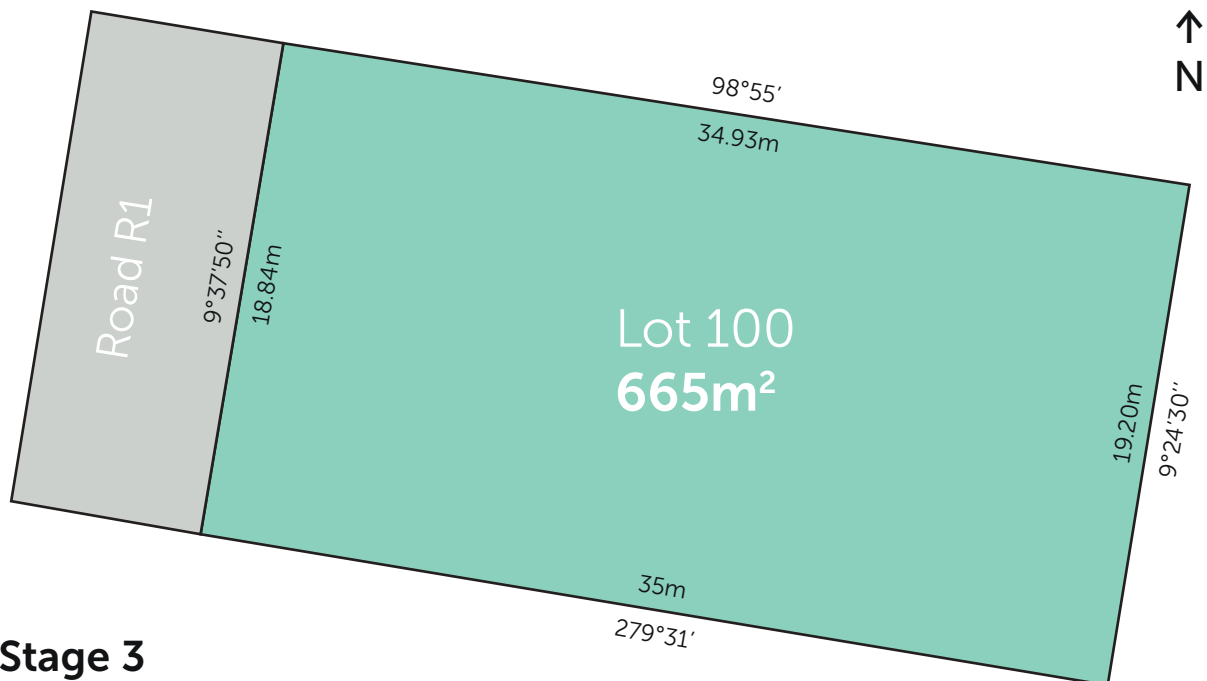 ↑
N
98°55′
34.93m
Road R1
9°37′50″
18.84m
Lot 100
665m²
19.20m
9°24′30″
35m
279°31′
Stage 3